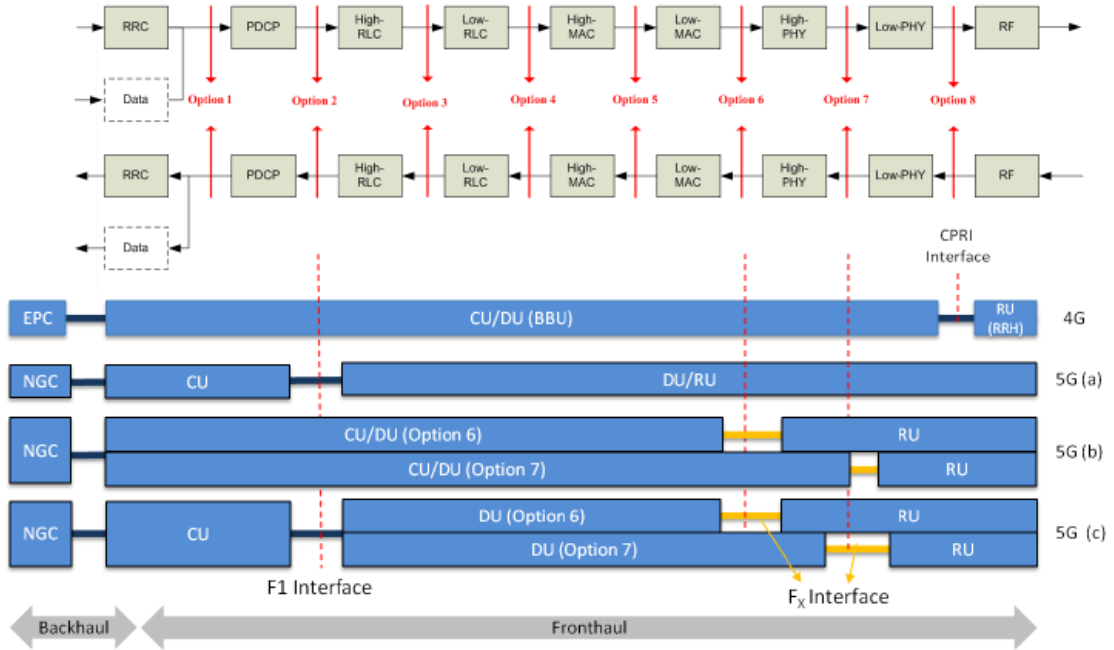 RRC
PDCP
High-
RLC
Low-
RLC
High-
MAC
Low-
MAC
High-
PHY
Low-PHY
RF
Data
Option 1
Option 2
Option 3
Option 4
Option 5
Option 6
Option 7
Option 8
RRC
PDCP
High-
RLC
Low-
RLC
High-
MAC
Low-
MAC
High-
PHY
Low-PHY
RF
Data
CPRI
Interface
EPC
CU/DU (BBU)
RU
(RRH)
4G
NGC
CU
DU/RU
5G (a)
NGC
CU/DU (Option 6)
RU
CU/DU (Option 7)
RU
5G (b)
NGC
CU
DU (Option 6)
RU
DU (Option 7)
RU
5G (c)
F1 Interface
FX Interface
Backhaul
Fronthaul